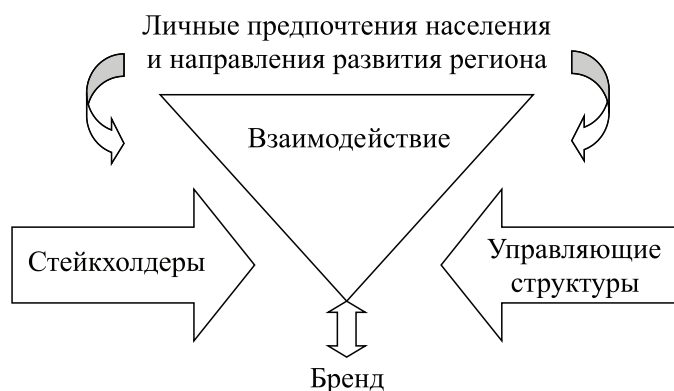 Личные предпочтения населения
и направления развития региона
Взаимодействие
Стейкхолдеры
Управляющие
структуры
Бренд